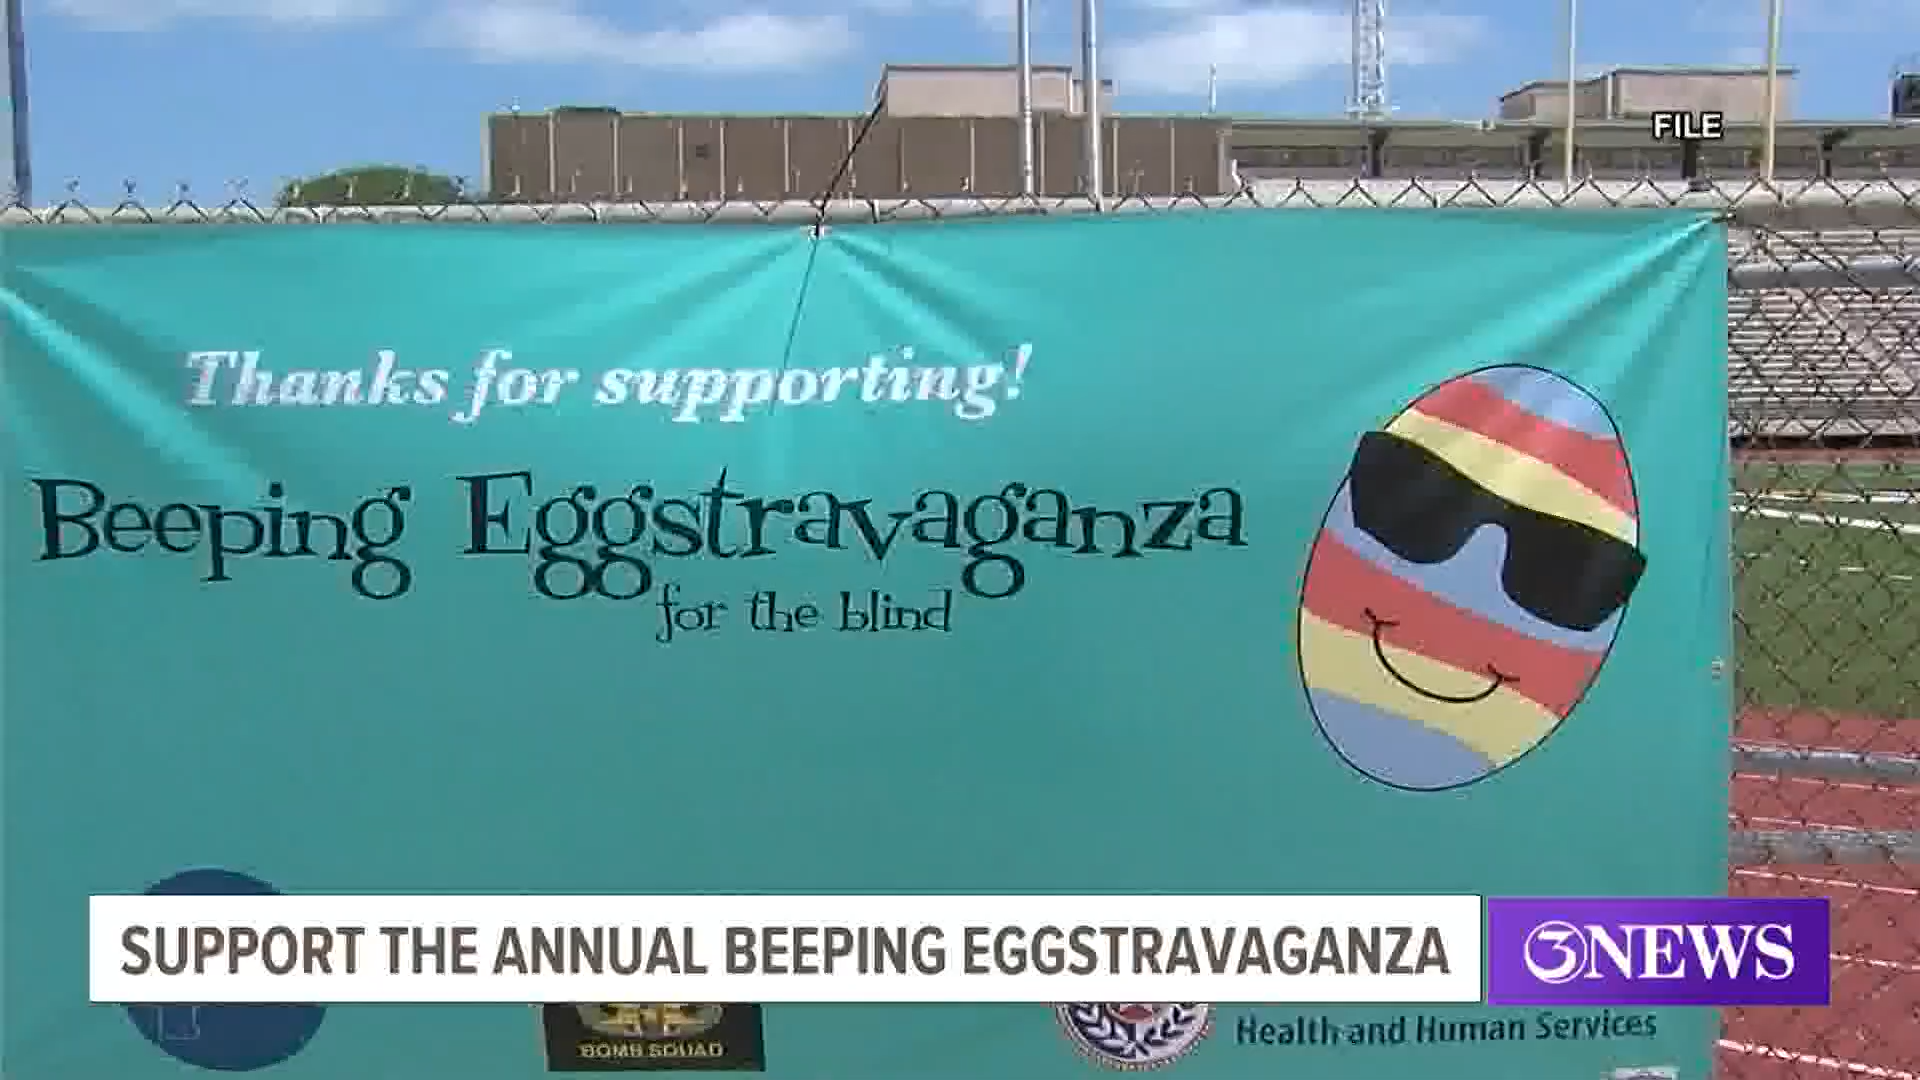 FILE
Thanks for supporting!
Beeping Eggstravaganza
for the blind
SUPPORT THE ANNUAL BEEPING EGGSTRAVAGANZA
3NEWS
BOMB SQUAD
Health and Human Services